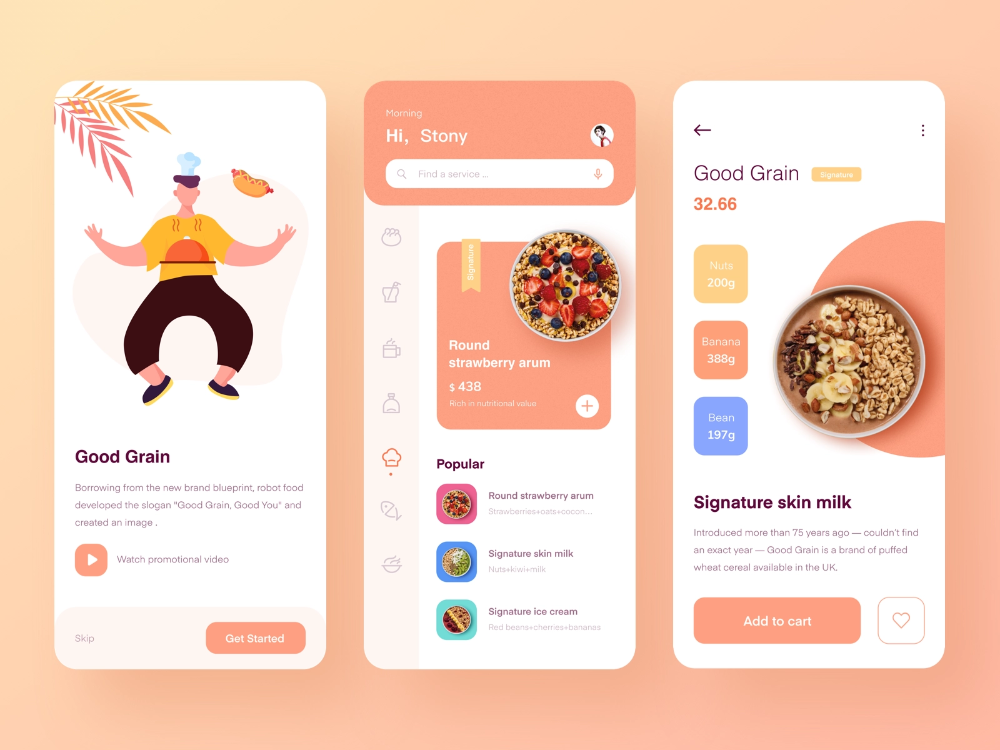 Good Grain
Borrowing from the new brand blueprint, robot food
developed the slogan "Good Grain, Good You" and
created an image .
Watch promotional video
Skip
Get Started
Morning
Hi, Stony
Find a service ...
Signature
Round
strawberry arum
$ 438
Rich in nutritional value
Popular
Round strawberry arum
Strawberries+oats+cocon...
Signature skin milk
Nuts+kiwi+milk
Signature ice cream
Red beans+cherries+bananas
Good Grain
Signature
32.66
Nuts
200g
Banana
388g
Bean
197g
Signature skin milk
Introduced more than 75 years ago — couldn't find
an exact year — Good Grain is a brand of puffed
wheat cereal available in the UK.
Add to cart